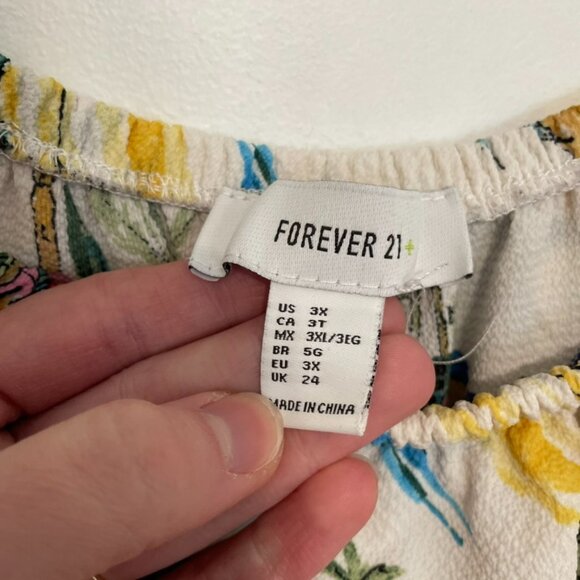 FOREVER 21+
US 3X
CA 3T
MX 3XL/3EG
BR 5G
EU 3X
UK 24
MADE IN CHINA